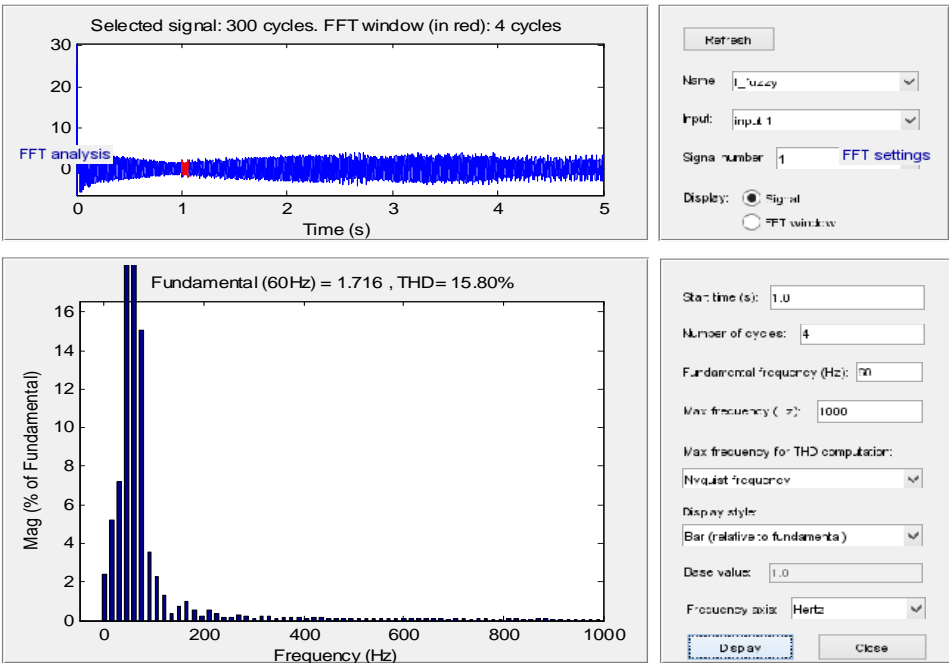 Selected signal: 300 cycles. FFT window (in red): 4 cycles
30
20
10
0
FFT analysis
0 1 2 3 4 5
Time (s)
Refresh
Name
Input: input 1
Signal number 1
FFT settings
Display: Signal
FFT window
Fundamental (60Hz) = 1.716 , THD= 15.80%
16
14
12
10
8
6
4
2
0
Mag (% of Fundamental)
0 200 400 600 800 1000
Frequency (Hz)
Start time (s): 1.0
Number of cycles: 4
Fundamental frequency (Hz): 60
Max frequency (Hz): 1000
Max frequency for THD computation:
Nyquist frequency
Display style:
Bar (relative to fundamental)
Base value: 1.0
Frequency axis: Hertz
Display Close